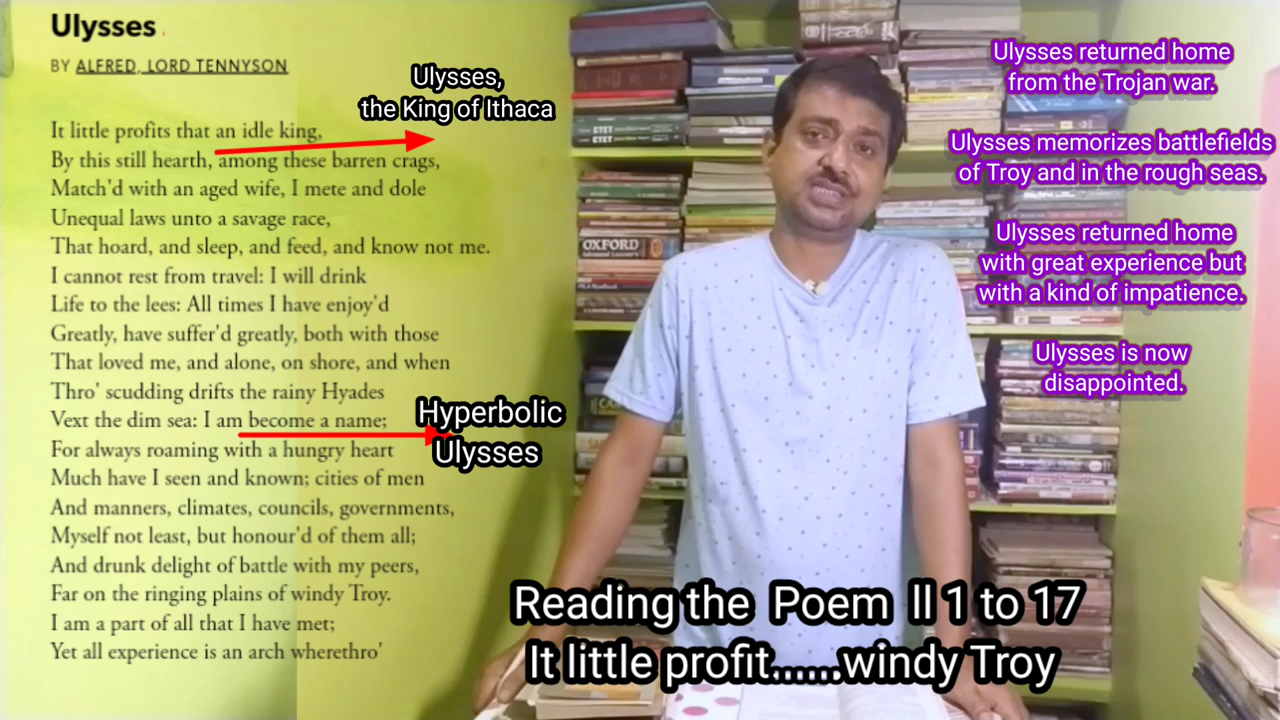 Ulysses
BY ALFRED, LORD TENNYSON
It little profits that an idle king,
By this still hearth, among these barren crags,
Match'd with an aged wife, I mete and dole
Unequal laws unto a savage race,
That hoard, and sleep, and feed, and know not me.
I cannot rest from travel: I will drink
Life to the lees: All times I have enjoy'd
Greatly, have suffer'd greatly, both with those
That loved me, and alone, on shore, and when
Thro' scudding drifts the rainy Hyades
Vext the dim sea: I am become a name;
For always roaming with a hungry heart
Much have I seen and known; cities of men
And manners, climates, councils, governments,
Myself not least, but honour'd of them all;
And drunk delight of battle with my peers,
Far on the ringing plains of windy Troy.
I am a part of all that I have met;
Yet all experience is an arch wherethro'
Ulysses,
the King of Ithaca
Hyperbolic
Ulysses
CTET
CTET
OXFORD
Ulysses returned home
from the Trojan war.
Ulysses memorizes battlefields
of Troy and in the rough seas.
Ulysses returned home
with great experience but
with a kind of impatience.
Ulysses is now
disappointed.
Reading the Poem ll 1 to 17
It little profit......windy Troy